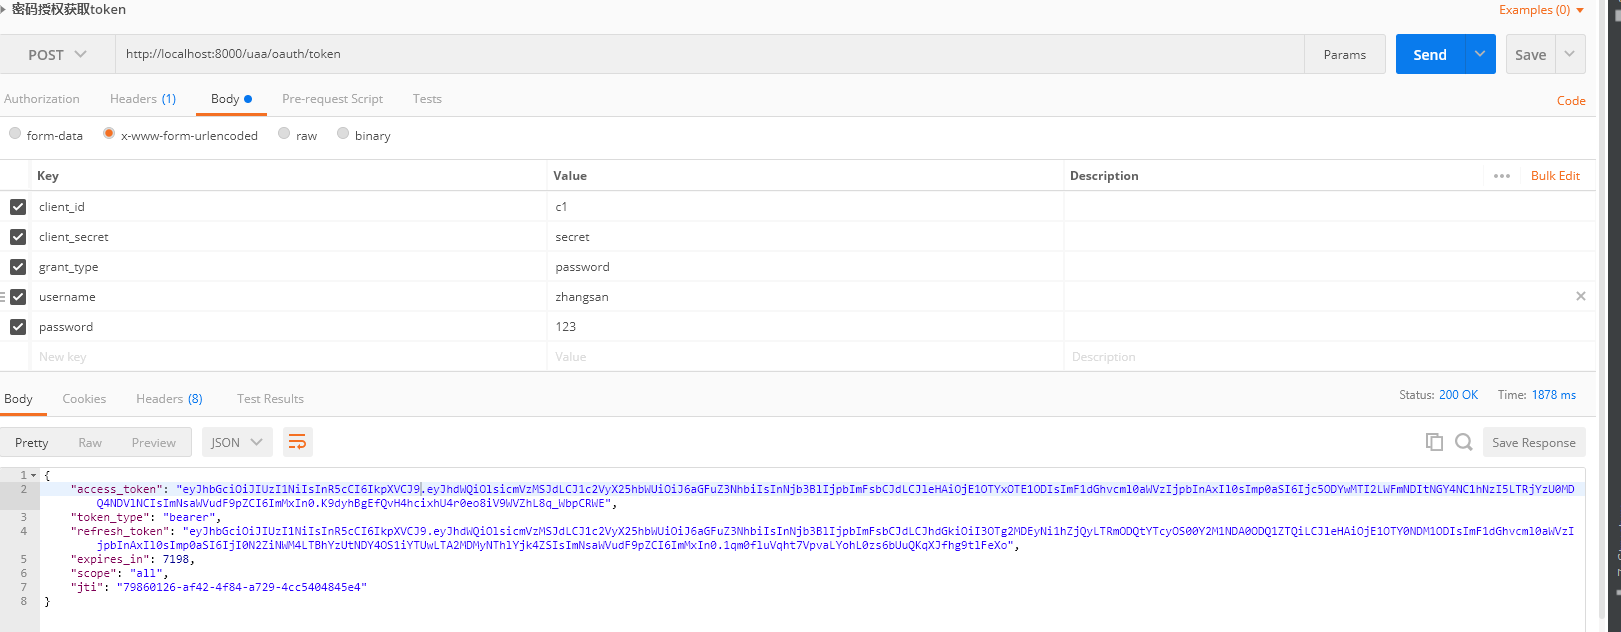 密码授权获取token
Examples (0)
POST http://localhost:8000/uaa/oauth/token Params Send Save
Authorization Headers (1) Body Pre-request Script Tests Code
form-data x-www-form-urlencoded raw binary
Key Value Description Bulk Edit
client_id c1
client_secret secret
grant_type password
username zhangsan
password 123
New key Value Description
Body Cookies Headers (8) Test Results Status: 200 OK Time: 1878 ms
Pretty Raw Preview JSON Save Response
1 {
2 "access_token": "eyJhbGciOiJIUzI1NiIsInR5cCI6IkpXVCJ9.eyJhdWQiOlsicmVzMSJdLCJ1c2VyX25hbWUiOiJ6aGFuZ3NhbiIsInNjb3BlIjpbImFsbCJdLCJleHAiOjE1OTYxOTE1ODIsImF1dGhvcml0aWVzIjpbInAxIl0sImp0aSI6Ijc5ODYwMTI2LWFmNDItNGY4NC1hNzI5LTRjYzU0MD
Q4NDVlNCIsImNsaWVudF9pZCI6ImMxIn0.K9dyhBgEfQvH4hcixhU4r0eo8iV9WVZhL8q_WbpCRWE",
3 "token_type": "bearer",
4 "refresh_token": "eyJhbGciOiJIUzI1NiIsInR5cCI6IkpXVCJ9.eyJhdWQiOlsicmVzMSJdLCJ1c2VyX25hbWUiOiJ6aGFuZ3NhbiIsInNjb3BlIjpbImFsbCJdLCJhdGkiOiI3OTg2MDEyNi1hZjQyLTRmODQtYTcyOS00Y2M1NDA0ODQ1ZTQiLCJleHAiOjE1OTY0NDM1ODIsImF1dGhvcml0aWVzI
jpbInAxIl0sImp0aSI6IjI0N2ZiNWM4LTBhYzUtNDY4OS1iYTUwLTA2MDMyNThlYjk4ZSIsImNsaWVudF9pZCI6ImMxIn0.1qm0fluVqht7VpvaLYohL0zs6bUuQKqXJfhg9tlFeXo",
5 "expires_in": 7198,
6 "scope": "all",
7 "jti": "79860126-af42-4f84-a729-4cc5404845e4"
8 }